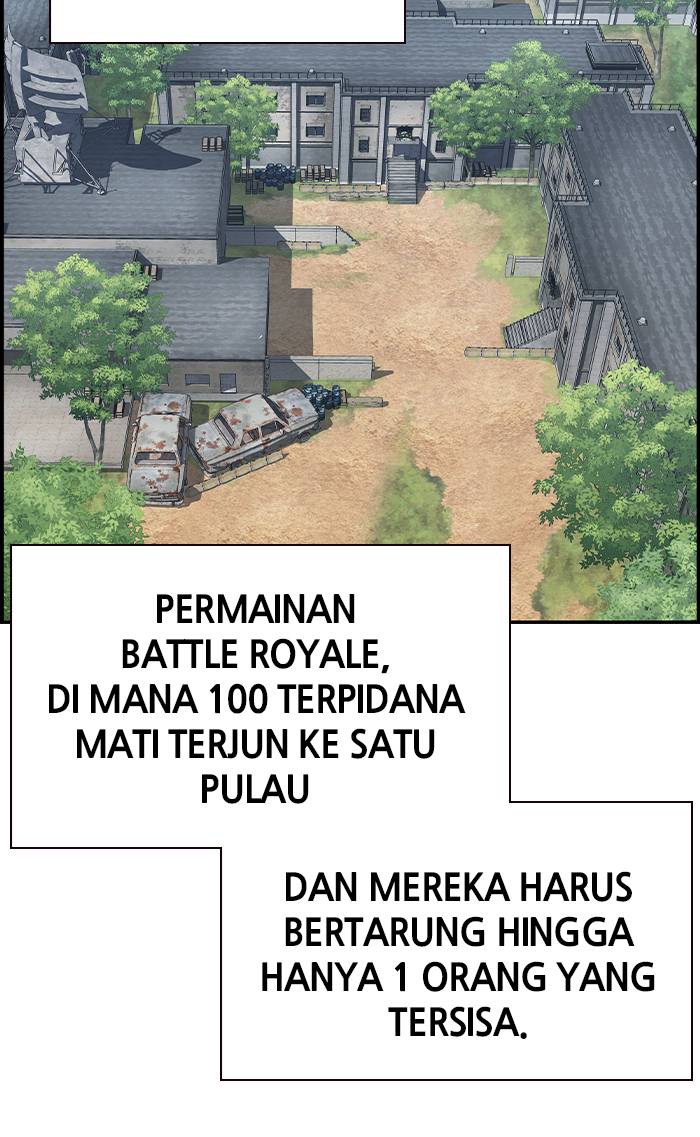 PERMAINAN
BATTLE ROYALE,
DI MANA 100 TERPIDANA
MATI TERJUN KE SATU
PULAU
DAN MEREKA HARUS
BERTARUNG HINGGA
HANYA 1 ORANG YANG
TERSISA.